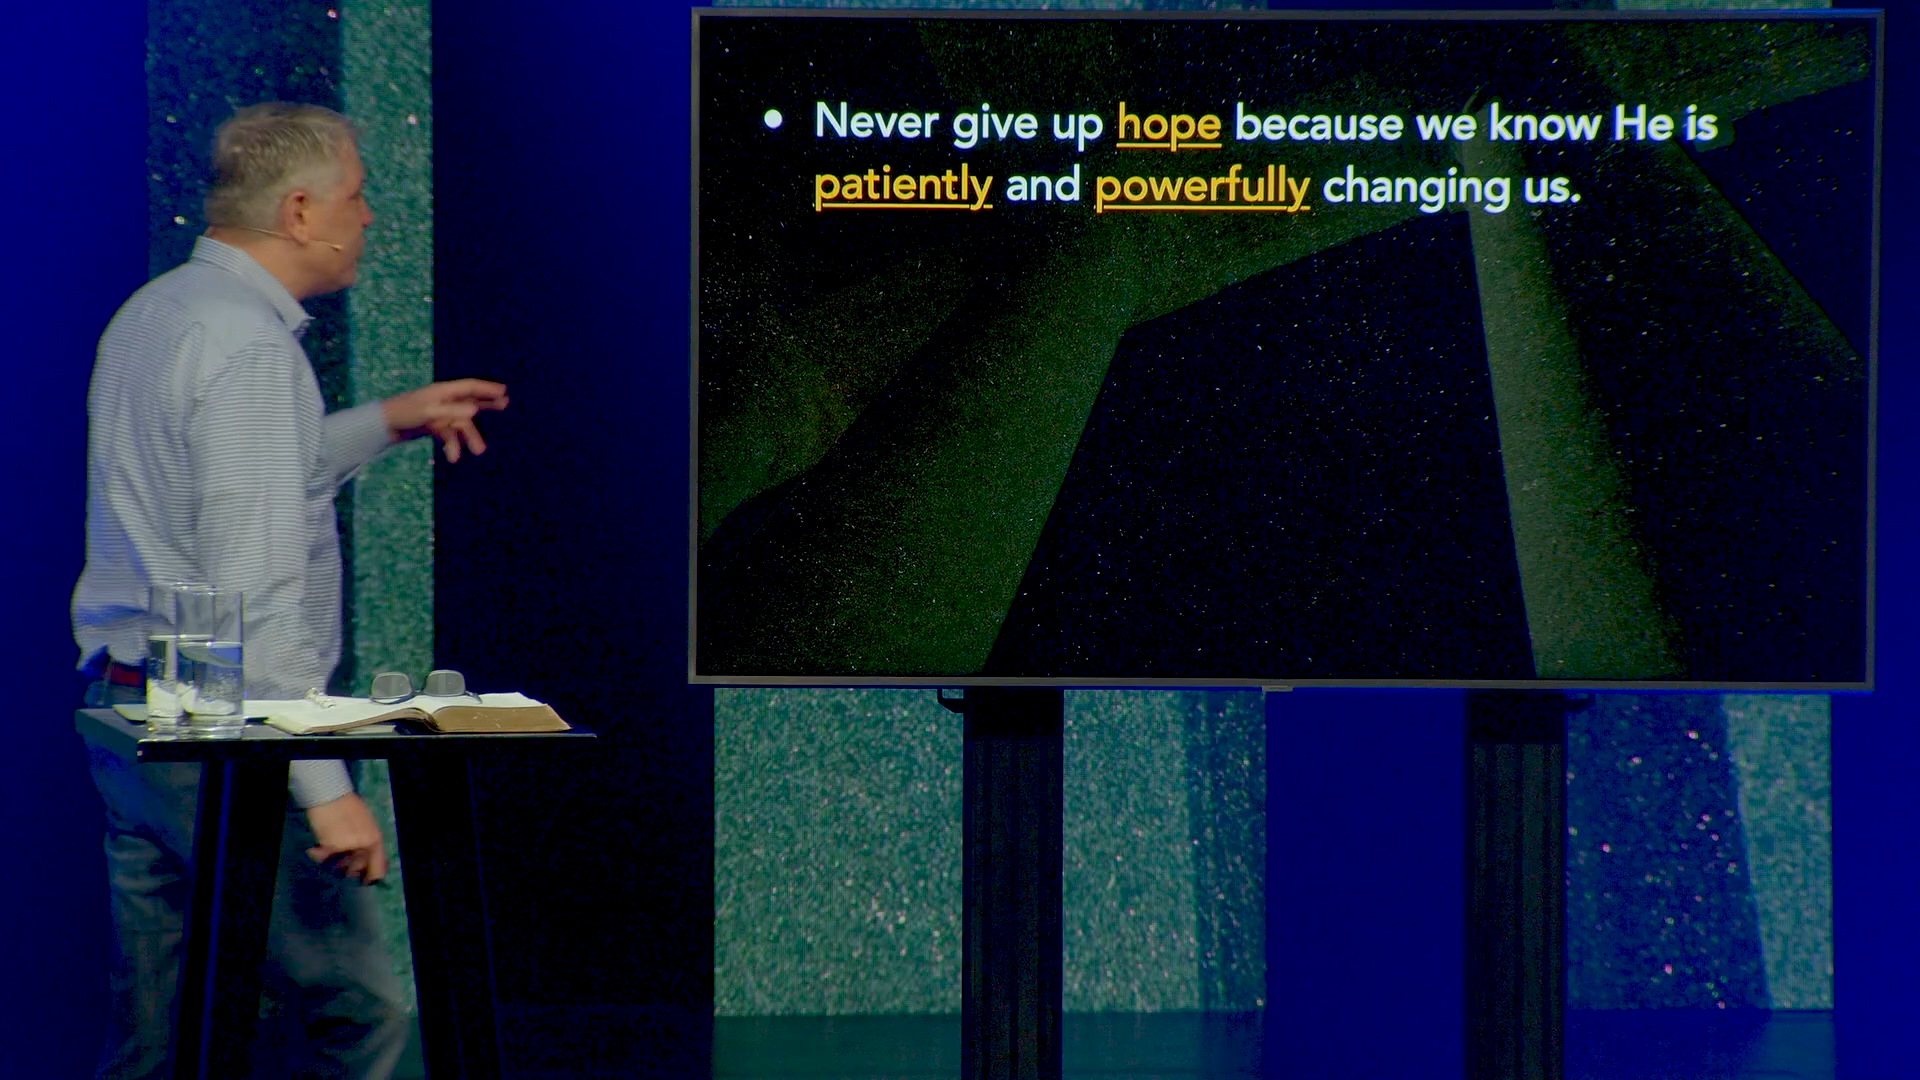 • Never give up hope because we know He is
patiently and powerfully changing us.